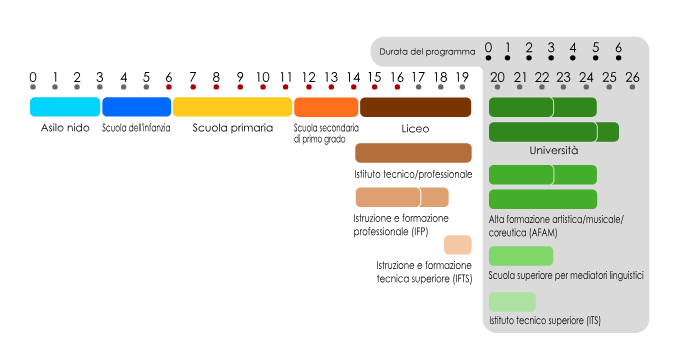 Durata del programma 0 1 2 3 4 5 6
0 1 2 3 4 5 6 7 8 9 10 11 12 13 14 15 16 17 18 19 20 21 22 23 24 25 26
Asilo nido
Scuola dell'infanzia
Scuola primaria
Scuola secondaria
di primo grado
Liceo
Università
Istituto tecnico/professionale
Istruzione e formazione
professionale (IFP)
Alta formazione artistica/musicale/
coreutica (AFAM)
Istruzione e formazione
tecnica superiore (IFTS)
Scuola superiore per mediatori linguistici
Istituto tecnico superiore (ITS)